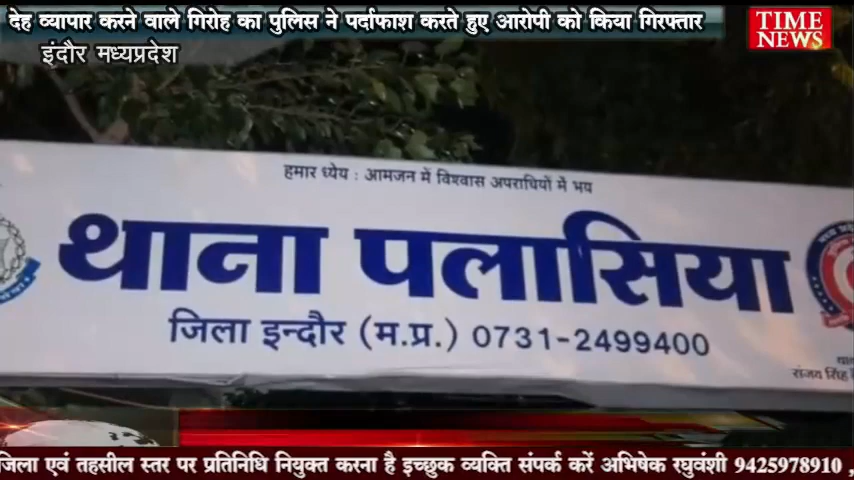 देह व्यापार करने वाले गिरोह का पुलिस ने पर्दाफाश करते हुए आरोपी को किया गिरफ्तार
TIME NEWS
इंदौर मध्यप्रदेश
हमार ध्येय : आमजन में विश्वास अपराधियों में भय
थाना पलासिया
जिला इन्दौर (म.प्र.) 0731-2499400
संजय सिंह
जिला एवं तहसील स्तर पर प्रतिनिधि नियुक्त करना है इच्छुक व्यक्ति संपर्क करें अभिषेक रघुवंशी 9425978910 ,